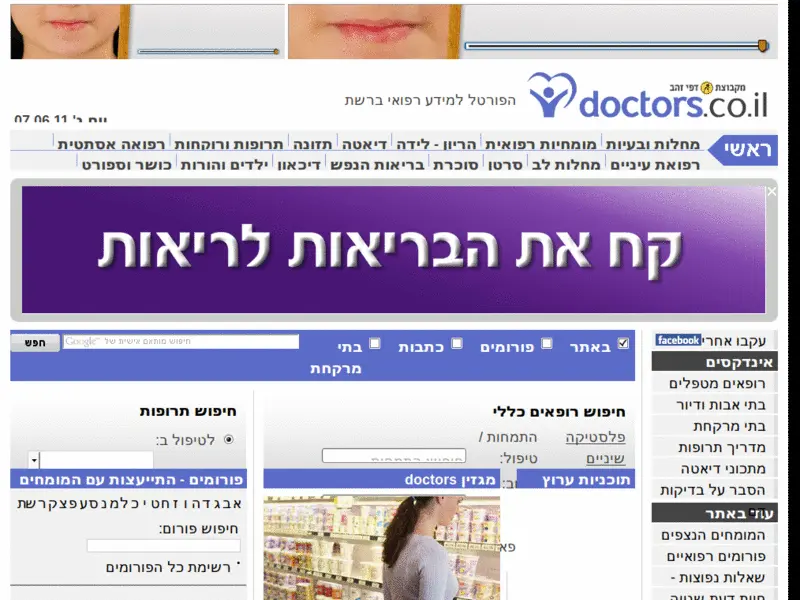 מקבוצת דפי זהב
doctors.co.il
הפורטל למידע רפואי ברשת
יום ג' 07.06.11
ראשי
מחלות ובעיות
מומחיות רפואית
הריון - לידה
דיאטה
תזונה
תרופות ורוקחות
רפואה אסתטית
רפואת עיניים
מחלות לב
סרטן
סוכרת
בריאות הנפש
דיכאון
ילדים והורות
כושר וספורט
קח את הבריאות לריאות
עקבו אחרי facebook
אינדקסים
רופאים מטפלים
בתי אבות ודיור
בתי מרקחת
מדריך תרופות
מתכוני דיאטה
הסבר על בדיקות
עוד באתר
המומחים הנצפים
פורומים רפואיים
שאלות נפוצות -
חוות דעת שנייה
באתר
פורומים
כתבות
בתי מרקחת
Google™ חיפוש מותאם אישית של
חפש
חיפוש רופאים כללי
פלסטיקה
שיניים
התמחות /
טיפול:
תוכניות ערוץ
מגזין doctors
חיפוש תרופות
לטיפול ב:
פורומים - התייעצות עם המומחים
א ב ג ד ה ו ז ח ט י כ ל מ נ ס ע פ צ ק ר ש ת
חיפוש פורום:
רשימת כל הפורומים